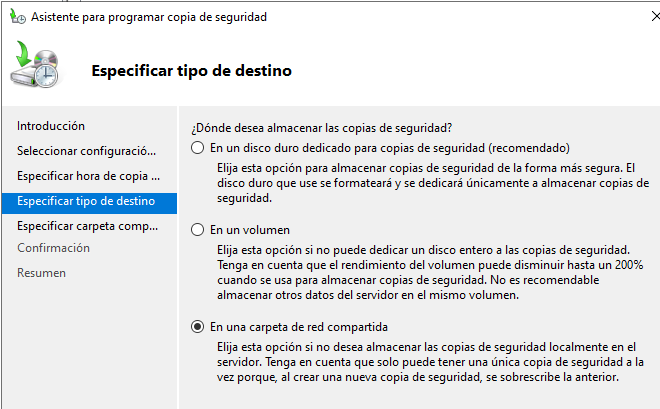 Asistente para programar copia de seguridad
Especificar tipo de destino
Introducción
Seleccionar configuració...
Especificar hora de copia ...
Especificar tipo de destino
Especificar carpeta comp...
Confirmación
Resumen
¿Dónde desea almacenar las copias de seguridad?
En un disco duro dedicado para copias de seguridad (recomendado)
Elija esta opción para almacenar copias de seguridad de la forma más segura. El
disco duro que use se formateará y se dedicará únicamente a almacenar copias de
seguridad.
En un volumen
Elija esta opción si no puede dedicar un disco entero a las copias de seguridad.
Tenga en cuenta que el rendimiento del volumen puede disminuir hasta un 200%
cuando se usa para almacenar copias de seguridad. No es recomendable
almacenar otros datos del servidor en el mismo volumen.
En una carpeta de red compartida
Elija esta opción si no desea almacenar las copias de seguridad localmente en el
servidor. Tenga en cuenta que solo puede tener una única copia de seguridad a la
vez porque, al crear una nueva copia de seguridad, se sobrescribe la anterior.